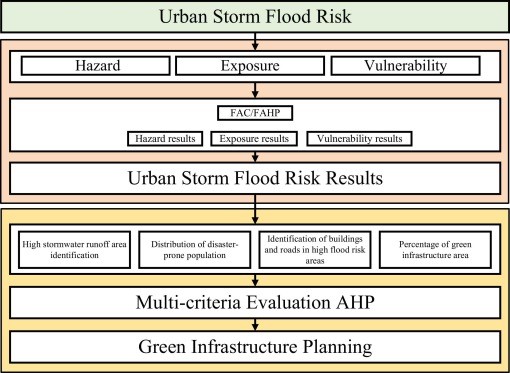 Urban Storm Flood Risk
Hazard
Exposure
Vulnerability
FAC/FAHP
Hazard results
Exposure results
Vulnerability results
Urban Storm Flood Risk Results
High stormwater runoff area
identification
Distribution of disaster-
prone population
Identification of buildings
and roads in high flood risk
areas
Percentage of green
infrastructure area
Multi-criteria Evaluation AHP
Green Infrastructure Planning